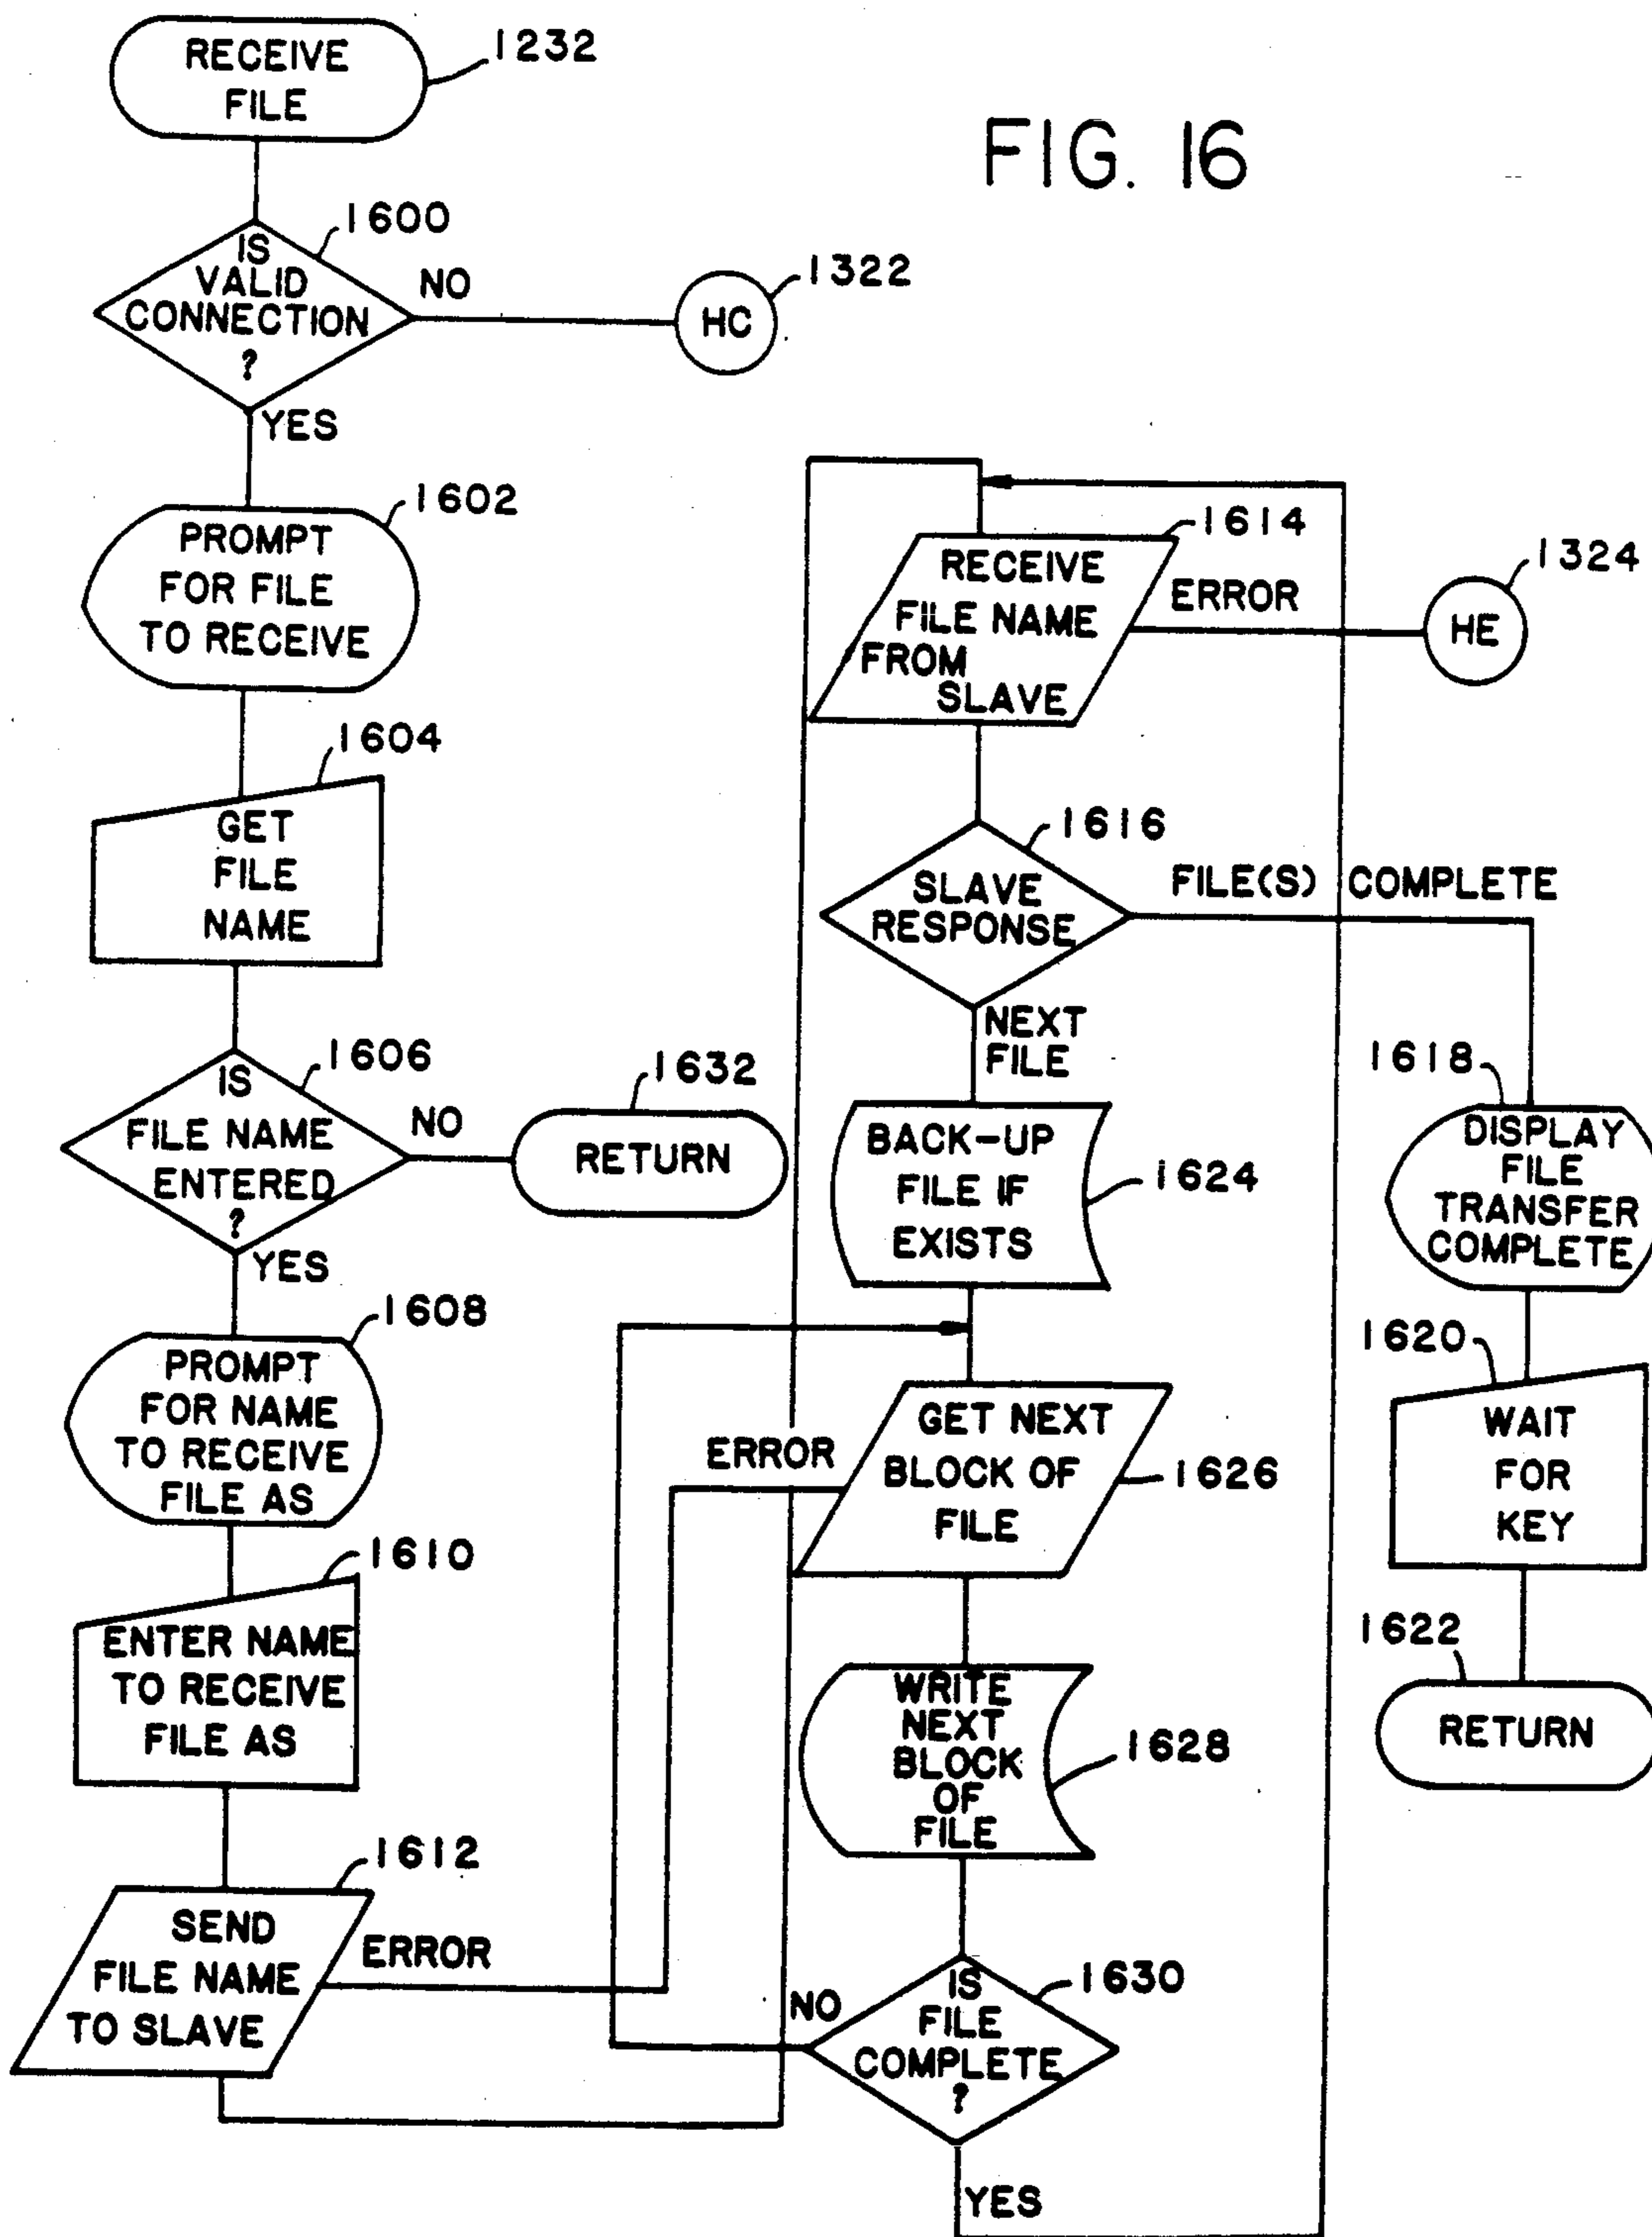 FIG. 16
RECEIVE
FILE
1232
IS
VALID
CONNECTION
?
1600
NO
HC
1322
YES
PROMPT
FOR FILE
TO RECEIVE
1602
GET
FILE
NAME
1604
IS
FILE NAME
ENTERED
?
1606
NO
RETURN
1632
YES
PROMPT
FOR NAME
TO RECEIVE
FILE AS
1608
ENTER NAME
TO RECEIVE
FILE AS
1610
SEND
FILE NAME
TO SLAVE
1612
ERROR
RECEIVE
FILE NAME
FROM
SLAVE
1614
ERROR
HE
1324
SLAVE
RESPONSE
1616
FILE(S) COMPLETE
NEXT
FILE
BACK-UP
FILE IF
EXISTS
1624
GET NEXT
BLOCK OF
FILE
1626
ERROR
WRITE
NEXT
BLOCK
OF
FILE
1628
IS
FILE
COMPLETE
?
1630
NO
YES
DISPLAY
FILE
TRANSFER
COMPLETE
1618
WAIT
FOR
KEY
1620
RETURN
1622